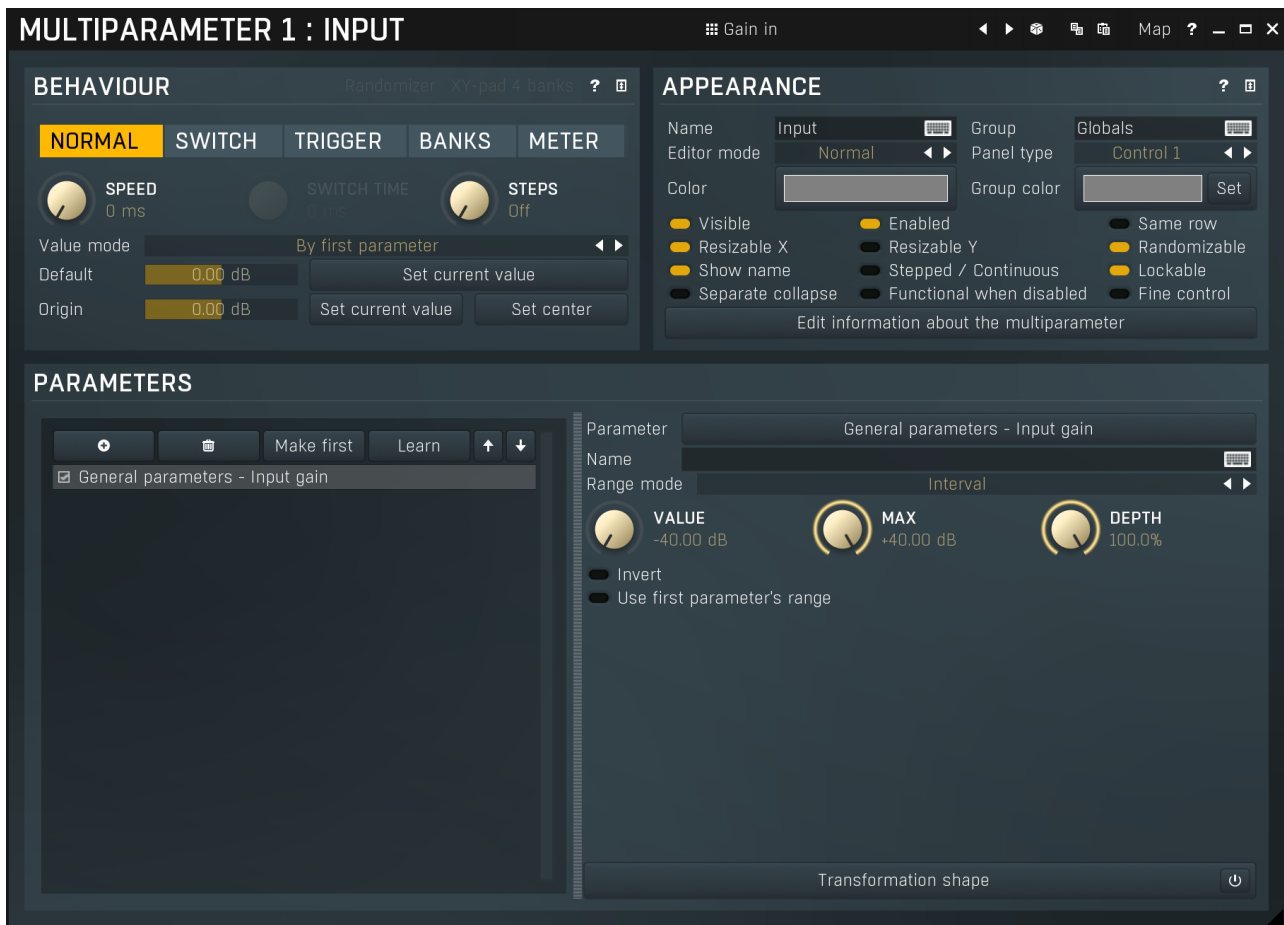 MULTIPARAMETER 1 : INPUT Gain in Map ? 
BEHAVIOUR Randomizer XY-pad 4 banks ?
NORMAL SWITCH TRIGGER BANKS METER
SPEED SWITCH TIME STEPS
0 ms 0 ms Off
Value mode By first parameter
Default 0.00 dB Set current value
Origin 0.00 dB Set current value Set center
APPEARANCE ?
Name Input Group Globals
Editor mode Normal Panel type Control 1
Color Group color Set
Visible Enabled Same row
Resizable X Resizable Y Randomizable
Show name Stepped / Continuous Lockable
Separate collapse Functional when disabled Fine control
Edit information about the multiparameter
PARAMETERS
Make first Learn
General parameters - Input gain
Parameter General parameters - Input gain
Name
Range mode Interval
VALUE MAX DEPTH
-40.00 dB +40.00 dB 100.0%
Invert
Use first parameter's range
Transformation shape